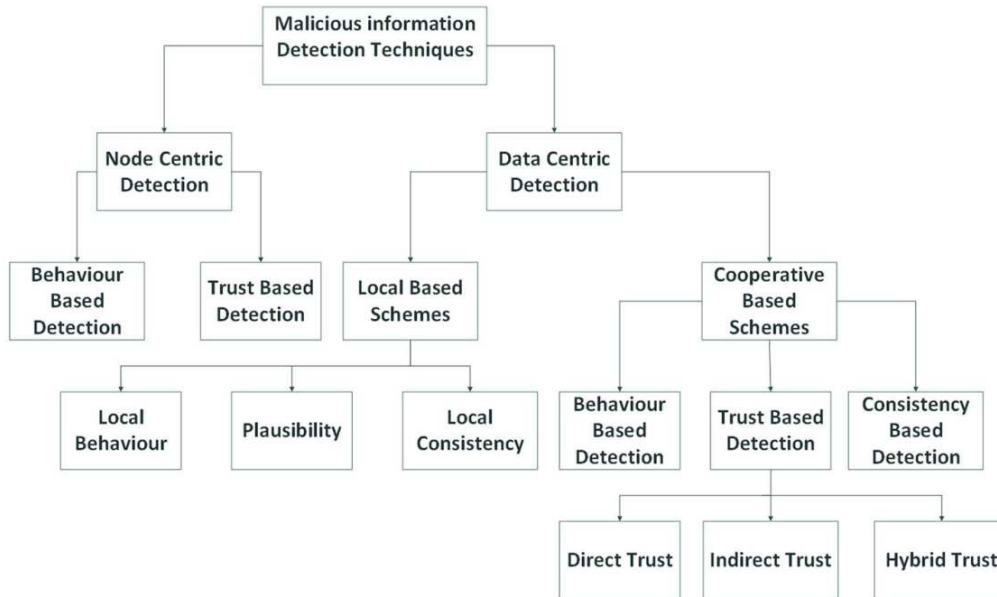 Malicious information
Detection Techniques
Node Centric
Detection
Data Centric
Detection
Behaviour
Based
Detection
Trust Based
Detection
Local Based
Schemes
Cooperative
Based
Schemes
Local
Behaviour
Plausibility
Local
Consistency
Behaviour
Based
Detection
Trust Based
Detection
Consistency
Based
Detection
Direct Trust
Indirect Trust
Hybrid Trust